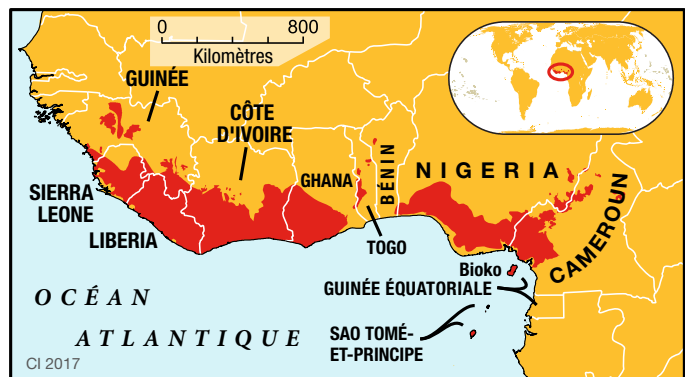 0 800
Kilomètres
GUINÉE
CÔTE
D'IVOIRE
GHANA
BÉNIN
NIGERIA
SIERRA
LEONE
LIBERIA
TOGO
CAMEROUN
Bioko
GUINÉE ÉQUATORIALE
OCÉAN
ATLANTIQUE
SAO TOMÉ-
ET-PRINCIPE
CI 2017